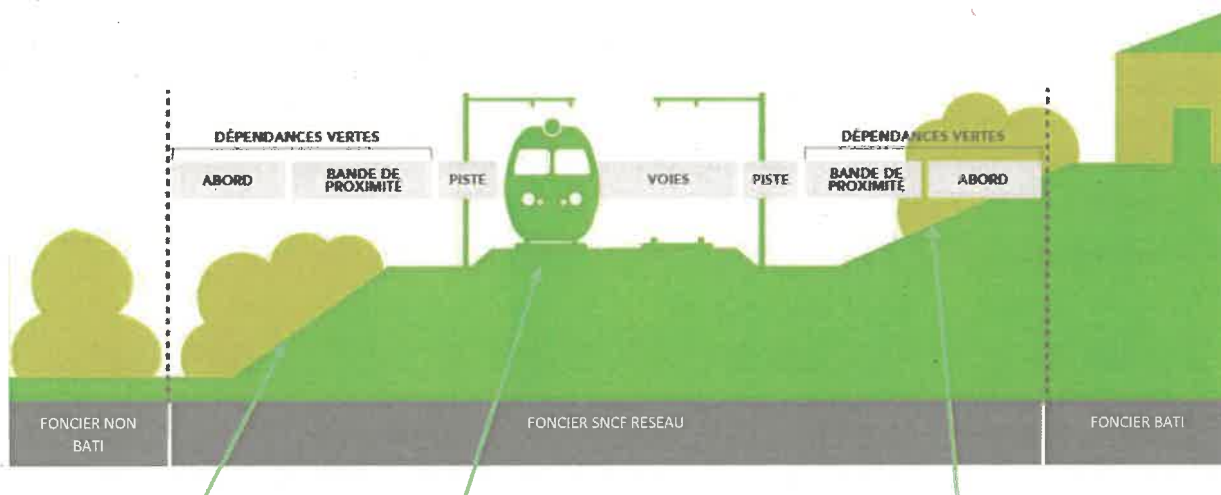 DÉPENDANCES VERTES
DÉPENDANCES VERTES
ABORD
BANDE DE
PROXIMITÉ
PISTE
VOIES
PISTE
BANDE DE
PROXIMITÉ
ABORD
FONCIER NON
BATI
FONCIER SNCF RESEAU
FONCIER BATI